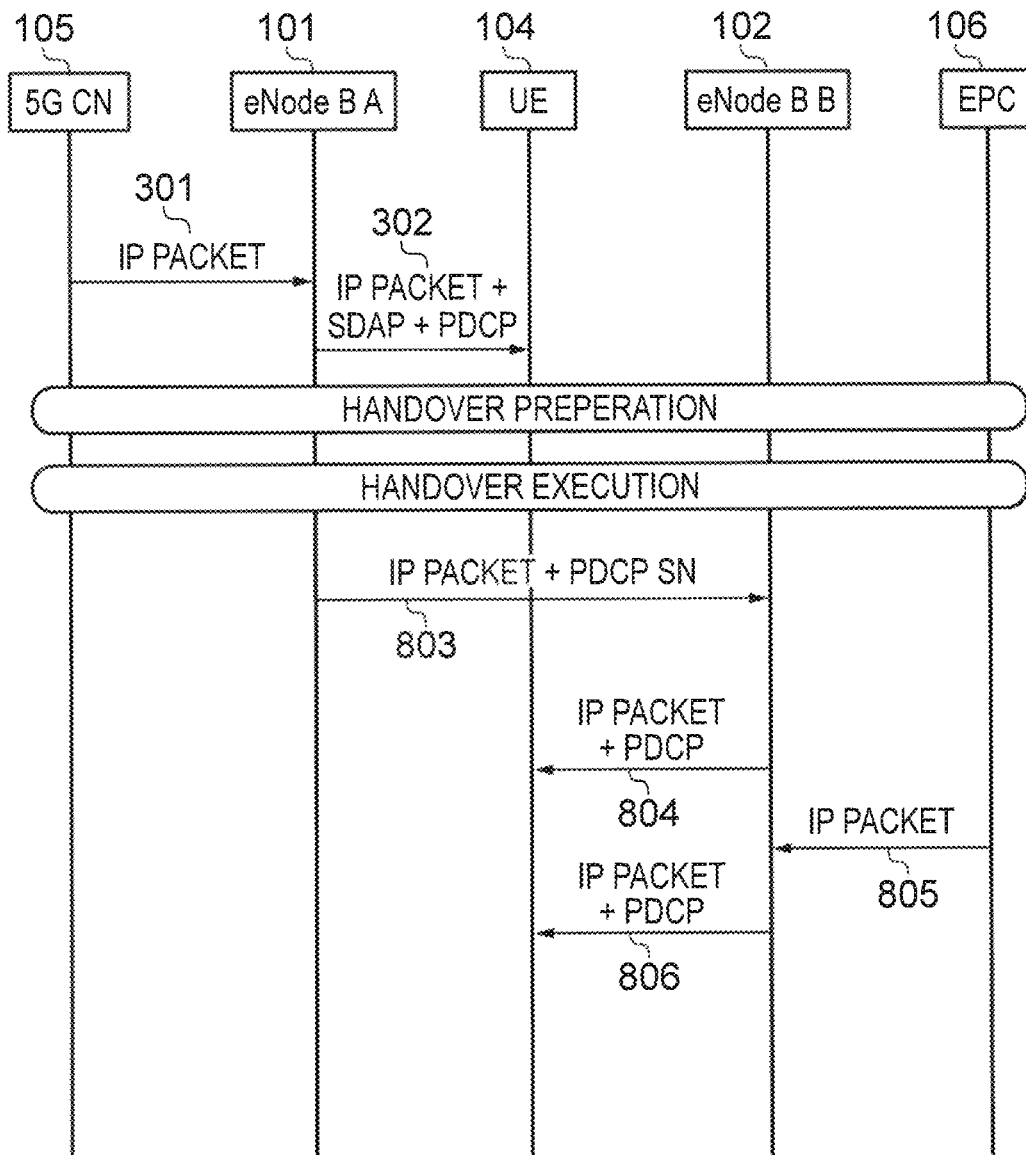 105 101 104 102 106
5G CN eNode B A UE eNode B B EPC
301
IP PACKET
302
IP PACKET +
SDAP + PDCP
HANDOVER PREPERATION
HANDOVER EXECUTION
IP PACKET + PDCP SN
803
IP PACKET
+ PDCP
804
IP PACKET
805
IP PACKET
+ PDCP
806